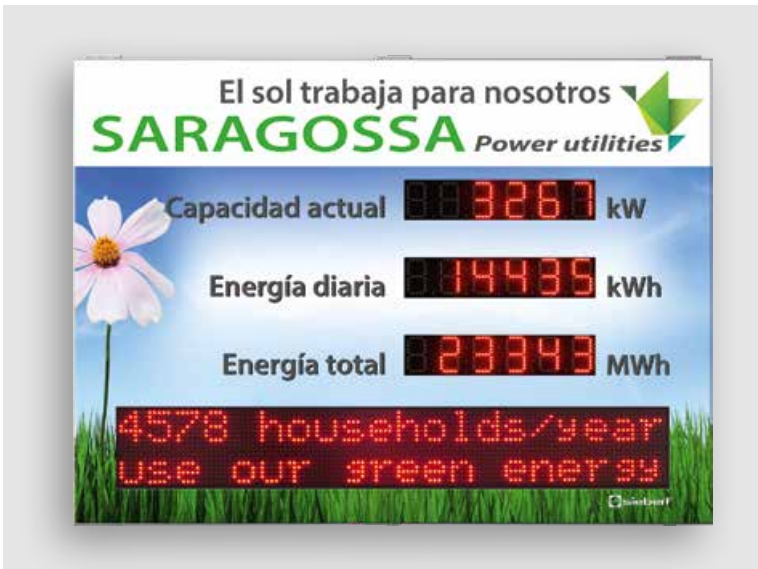 El sol trabaja para nosotros
SARAGOSSA Power utilities
Capacidad actual 3267 kW
Energía diaria 14435 kWh
Energía total 23343 MWh
4578 households/year
use our green energy
siebert